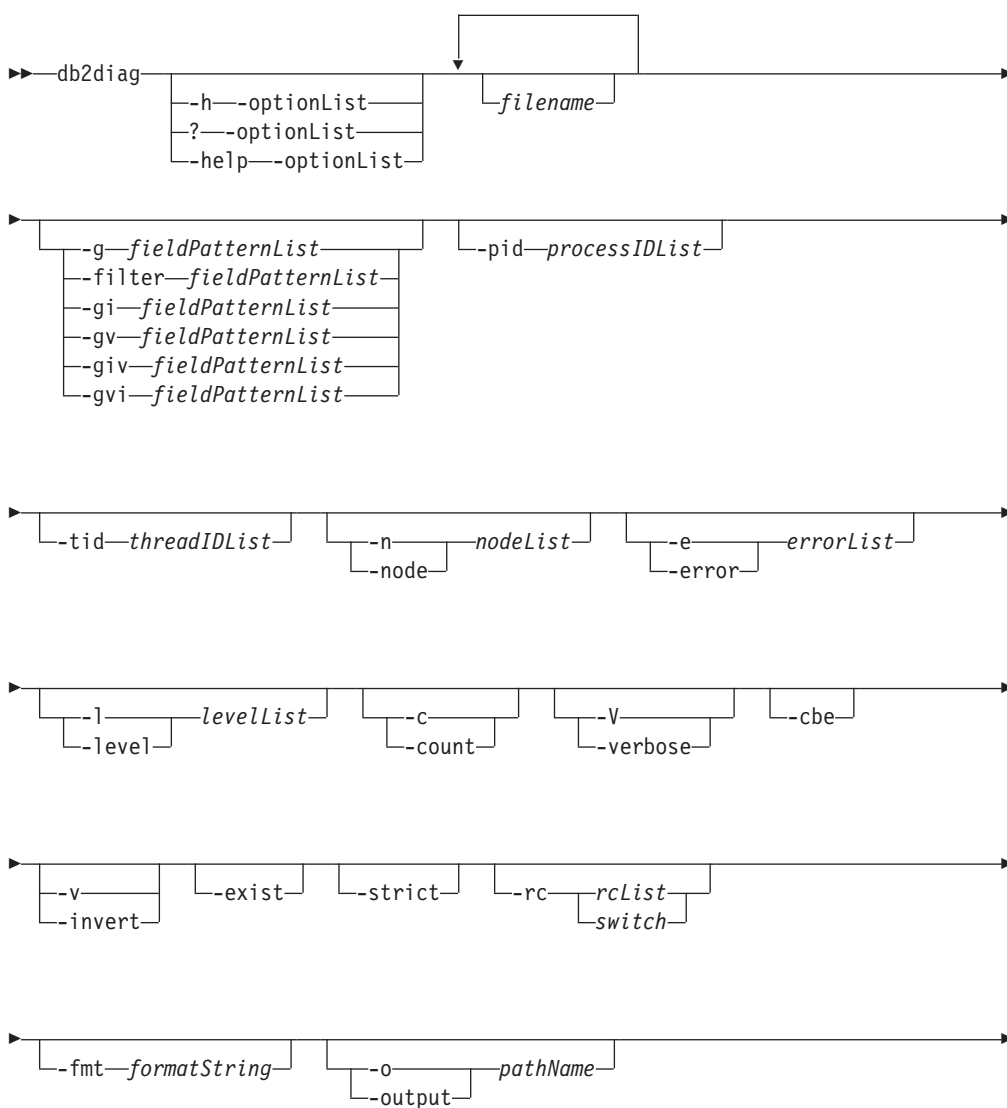 db2diag
-h -optionList filename
? -optionList
-help -optionList
-g fieldPatternList -pid processIDList
-filter fieldPatternList
-gi fieldPatternList
-gv fieldPatternList
-giv fieldPatternList
-gvi fieldPatternList
-tid threadIDList -n nodeList -e errorList
-node -error
-l levelList -c -V -cbe
-level -count -verbose
-v -exist -strict -rc rcList
-invert switch
-fmt formatString -o pathName
-output